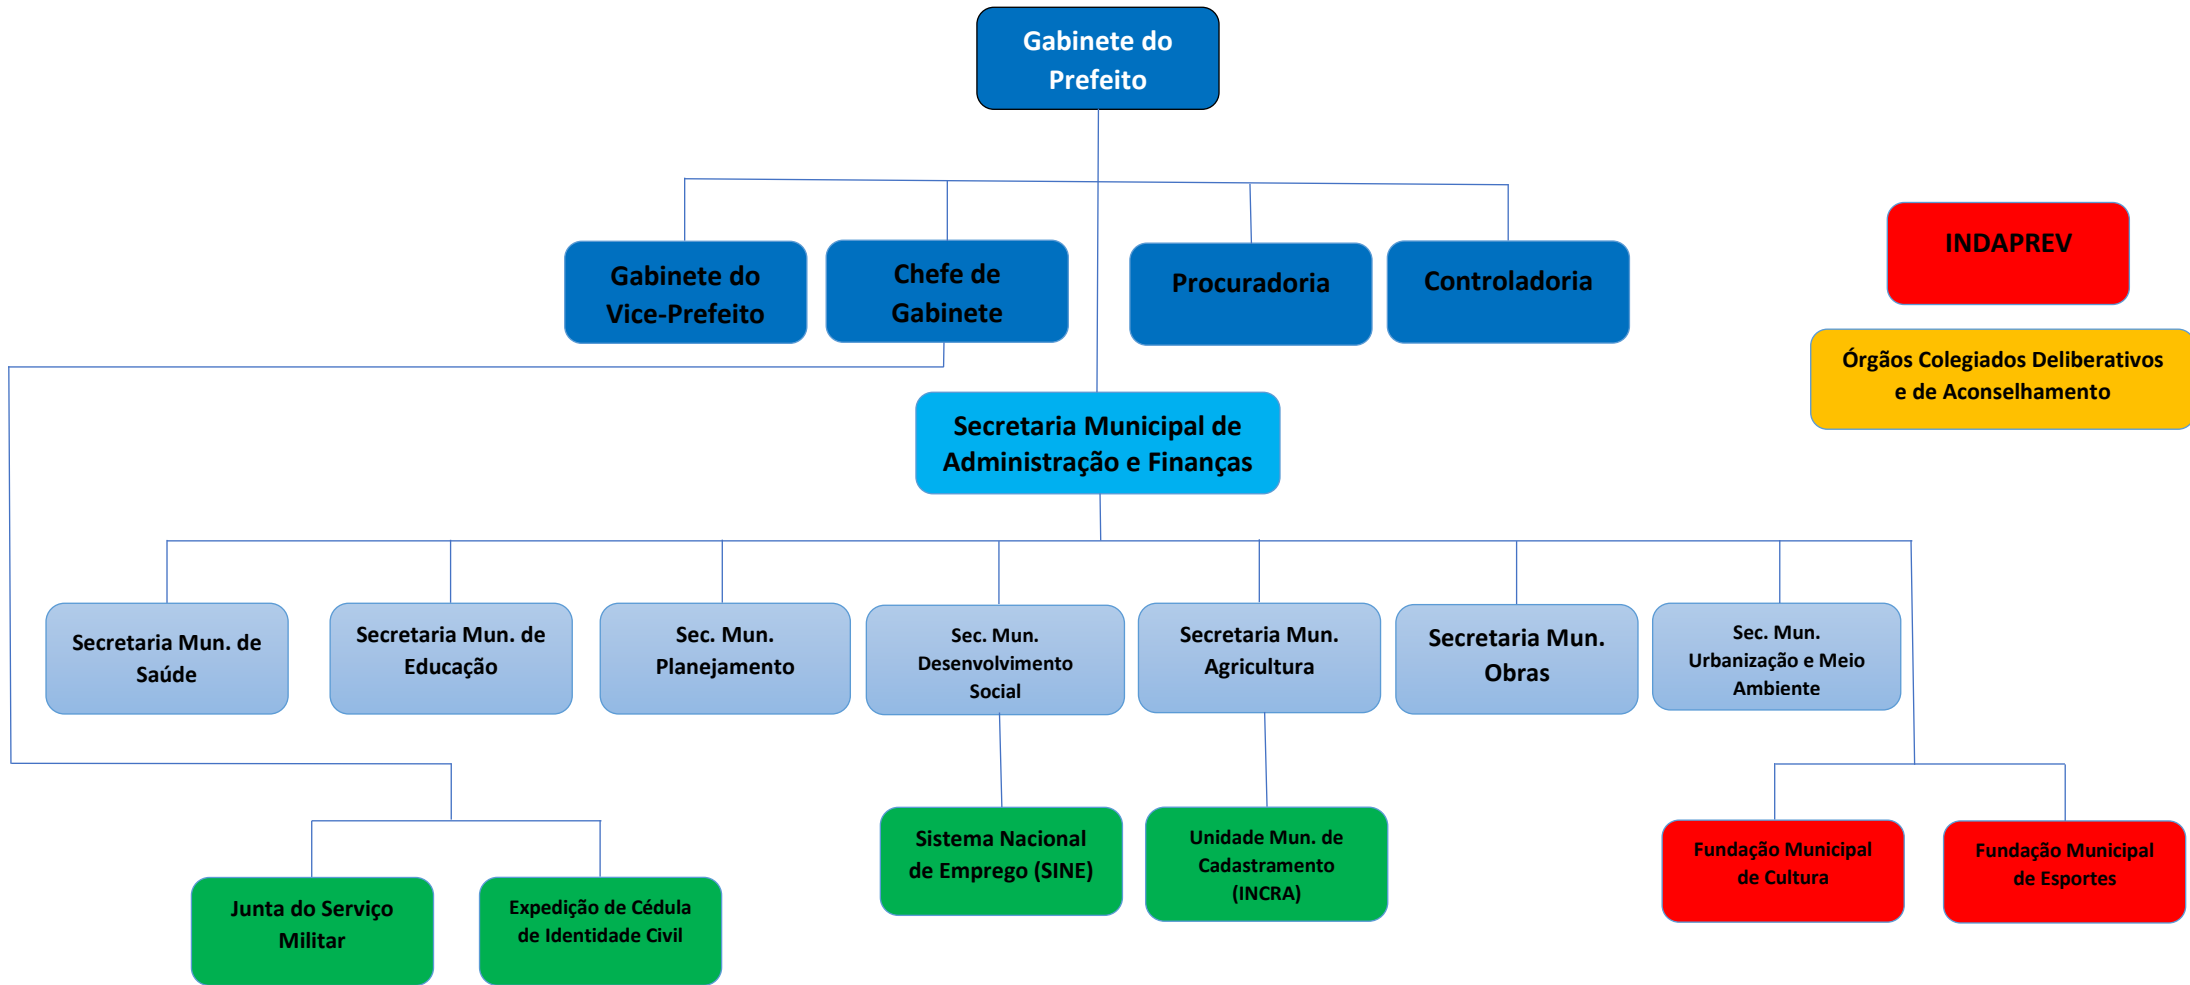 Gabinete do
Prefeito
Gabinete do
Vice-Prefeito
Chefe de
Gabinete
Procuradoria
Controladoria
INDAPREV
Órgãos Colegiados Deliberativos
e de Aconselhamento
Secretaria Municipal de
Administração e Finanças
Secretaria Mun. de
Saúde
Secretaria Mun. de
Educação
Sec. Mun.
Planejamento
Sec. Mun.
Desenvolvimento
Social
Secretaria Mun.
Agricultura
Secretaria Mun.
Obras
Sec. Mun.
Urbanização e Meio
Ambiente
Sistema Nacional
de Emprego (SINE)
Unidade Mun. de
Cadastramento
(INCRA)
Fundação Municipal
de Cultura
Fundação Municipal
de Esportes
Junta do Serviço
Militar
Expedição de Cédula
de Identidade Civil